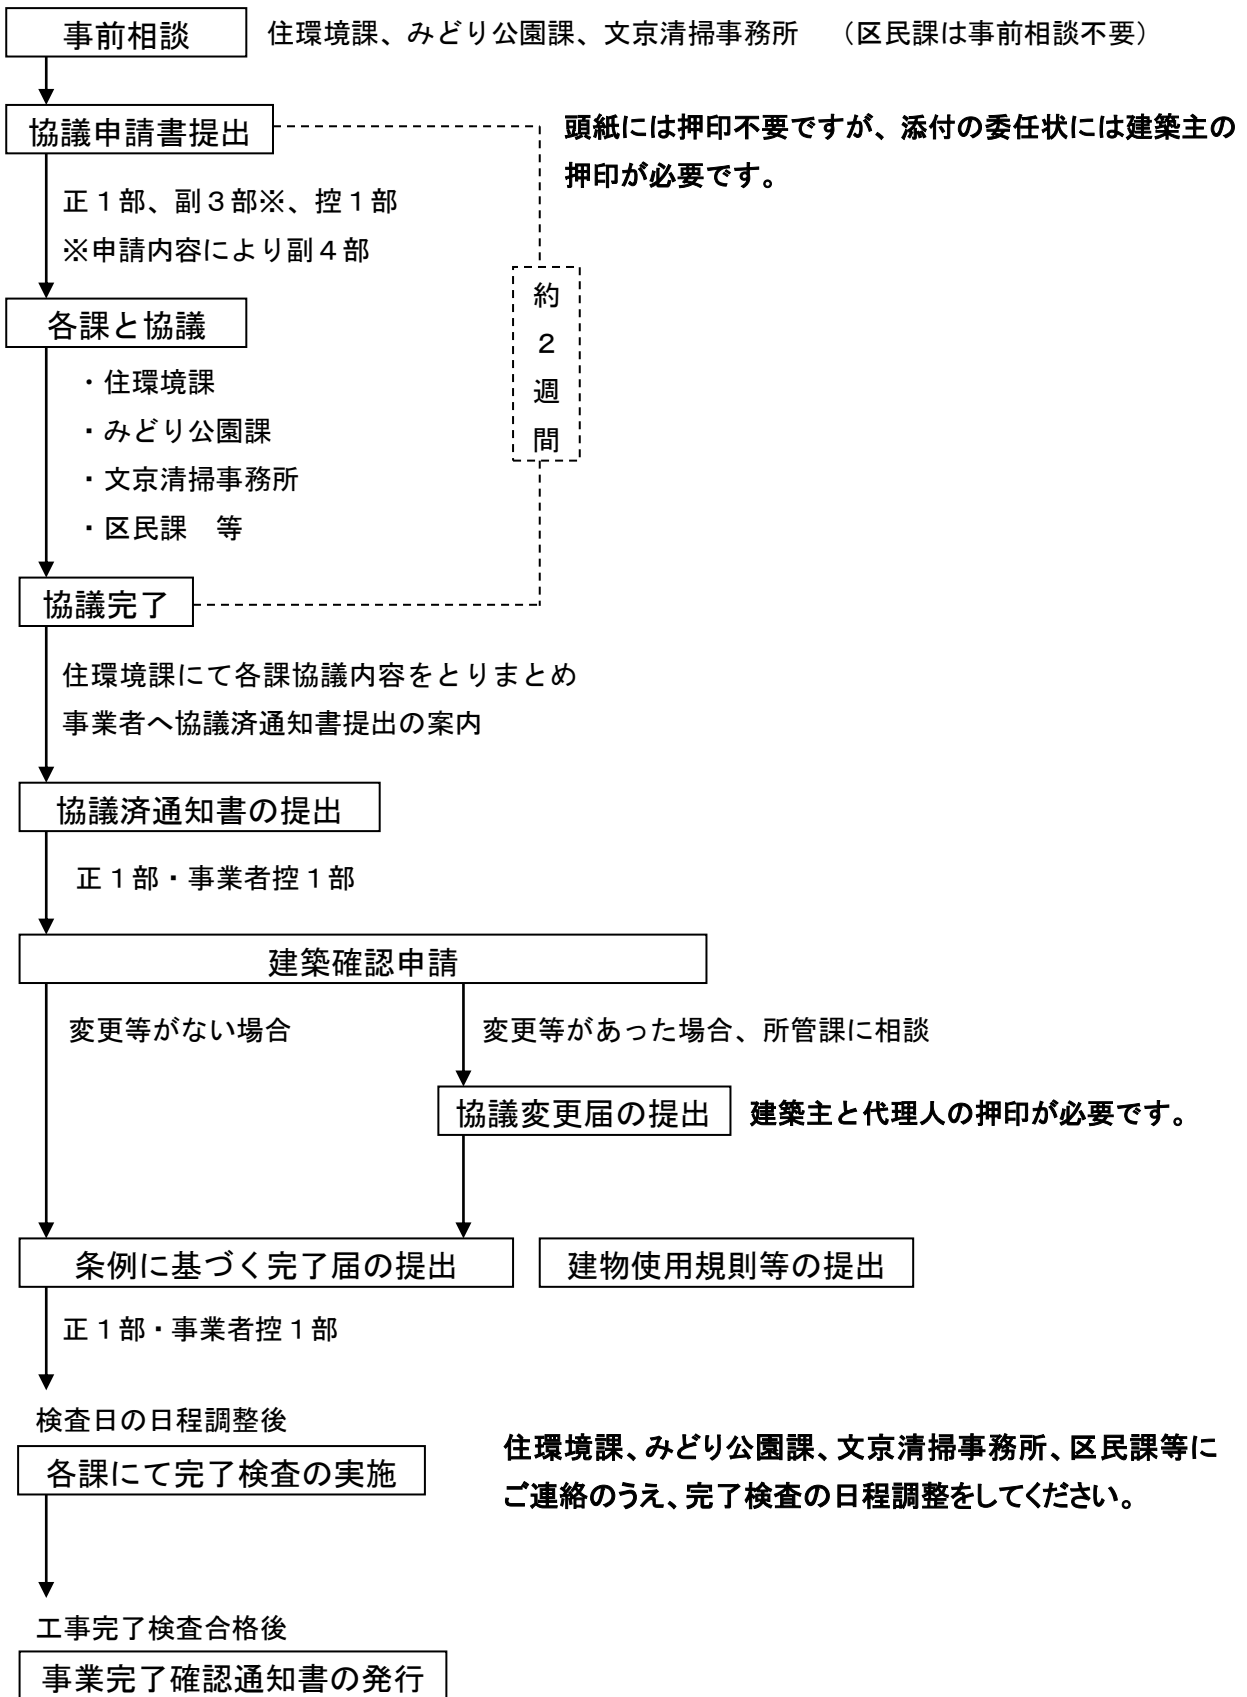 事前相談　住環境課、みどり公園課、文京清掃事務所　（区民課は事前相談不要）
協議申請書提出
頭紙には押印不要ですが、添付の委任状には建築主の
押印が必要です。
正１部、副３部※、控１部
※申請内容により副４部
約２週間
各課と協議
・住環境課
・みどり公園課
・文京清掃事務所
・区民課　等
協議完了
住環境課にて各課協議内容をとりまとめ
事業者へ協議済通知書提出の案内
協議済通知書の提出
正１部・事業者控１部
建築確認申請
変更等がない場合
変更等があった場合、所管課に相談
協議変更届の提出
建築主と代理人の押印が必要です。
条例に基づく完了届の提出
建物使用規則等の提出
正１部・事業者控１部
検査日の日程調整後
各課にて完了検査の実施
住環境課、みどり公園課、文京清掃事務所、区民課等に
ご連絡のうえ、完了検査の日程調整をしてください。
工事完了検査合格後
事業完了確認通知書の発行